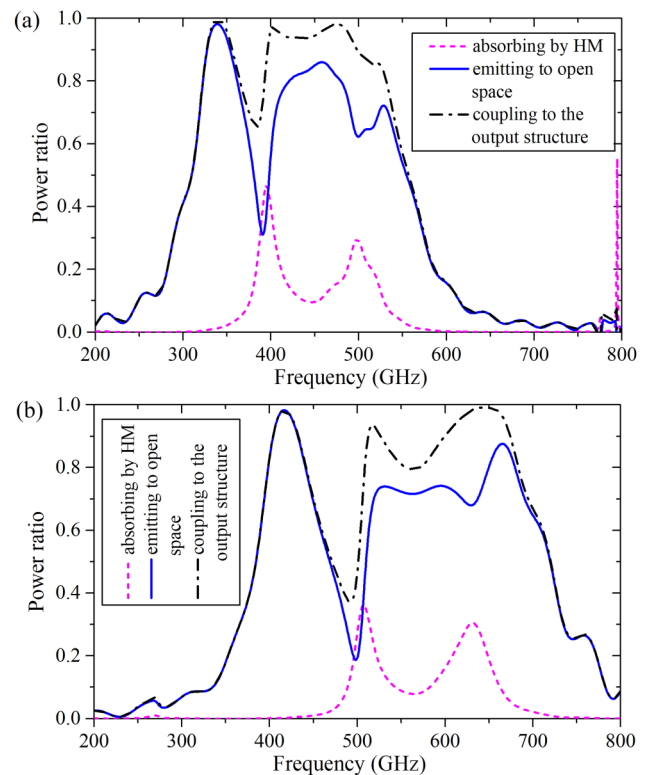 (a)
1.0
0.8
0.6
0.4
0.2
0.0
Power ratio
absorbing by HM
emitting to open
space
coupling to the
output structure
200 300 400 500 600 700 800
Frequency (GHz)
(b)
1.0
0.8
0.6
0.4
0.2
0.0
Power ratio
absorbing by HM
emitting to open
space
coupling to the
output structure
200 300 400 500 600 700 800
Frequency (GHz)